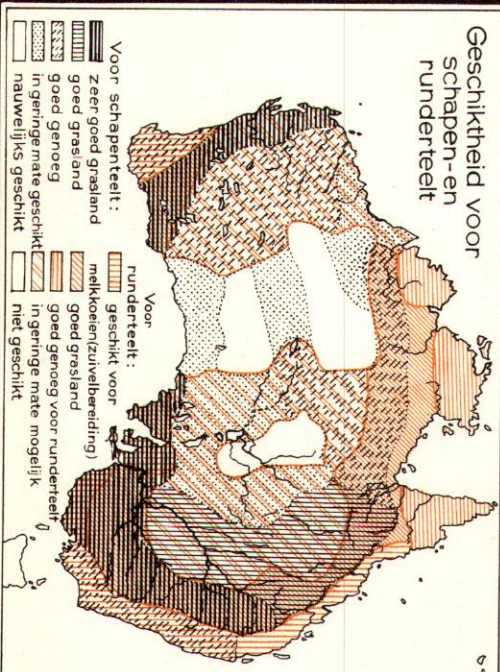 Geschiktheid voor
schapen-en
runderteelt
Voor schapenteelt:
zeer goed grasland
goed grasland
goed genoeg
in geringe mate geschikt
nauwelijks geschikt
Voor
runderteelt:
geschikt voor
melkkoeien(zuivelbereiding)
goed grasland
goed genoeg voor runderteelt
in geringe mate mogelijk
niet geschikt